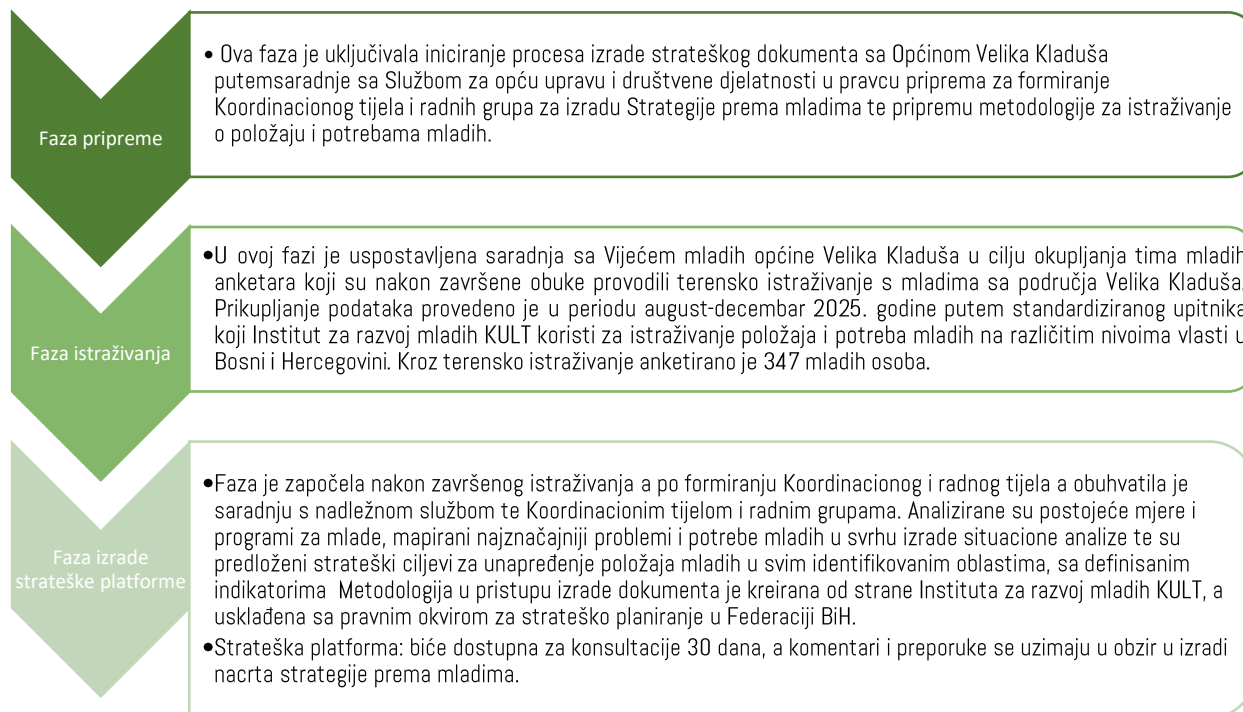 Faza pripreme
• Ova faza je uključivala iniciranje procesa izrade strateškog dokumenta sa Općinom Velika Kladuša
putemsaradnje sa Službom za opću upravu i društvene djelatnosti u pravcu priprema za formiranje
Koordinacionog tijela i radnih grupa za izradu Strategije prema mladima te pripremu metodologije za istraživanje
o položaju i potrebama mladih.
Faza istraživanja
•U ovoj fazi je uspostavljena saradnja sa Vijećem mladih općine Velika Kladuša u cilju okupljanja tima mladih
anketara koji su nakon završene obuke provodili terensko istraživanje s mladima sa područja Velika Kladuša.
Prikupljanje podataka provedeno je u periodu august-decembar 2025. godine putem standardiziranog upitnika
koji Institut za razvoj mladih KULT koristi za istraživanje položaja i potreba mladih na različitim nivoima vlasti u
Bosni i Hercegovini. Kroz terensko istraživanje anketirano je 347 mladih osoba.
Faza izrade
strateške platforme
•Faza je započela nakon završenog istraživanja a po formiranju Koordinacionog i radnog tijela a obuhvatila je
saradnju s nadležnom službom te Koordinacionim tijelom i radnim grupama. Analizirane su postojeće mjere i
programi za mlade, mapirani najznačajniji problemi i potrebe mladih u svrhu izrade situacione analize te su
predloženi strateški ciljevi za unapređenje položaja mladih u svim identifikovanim oblastima, sa definisanim
indikatorima  Metodologija u pristupu izrade dokumenta je kreirana od strane Instituta za razvoj mladih KULT, a
usklađena sa pravnim okvirom za strateško planiranje u Federaciji BiH.
•Strateška platforma: biće dostupna za konsultacije 30 dana, a komentari i preporuke se uzimaju u obzir u izradi
nacrta strategije prema mladima.